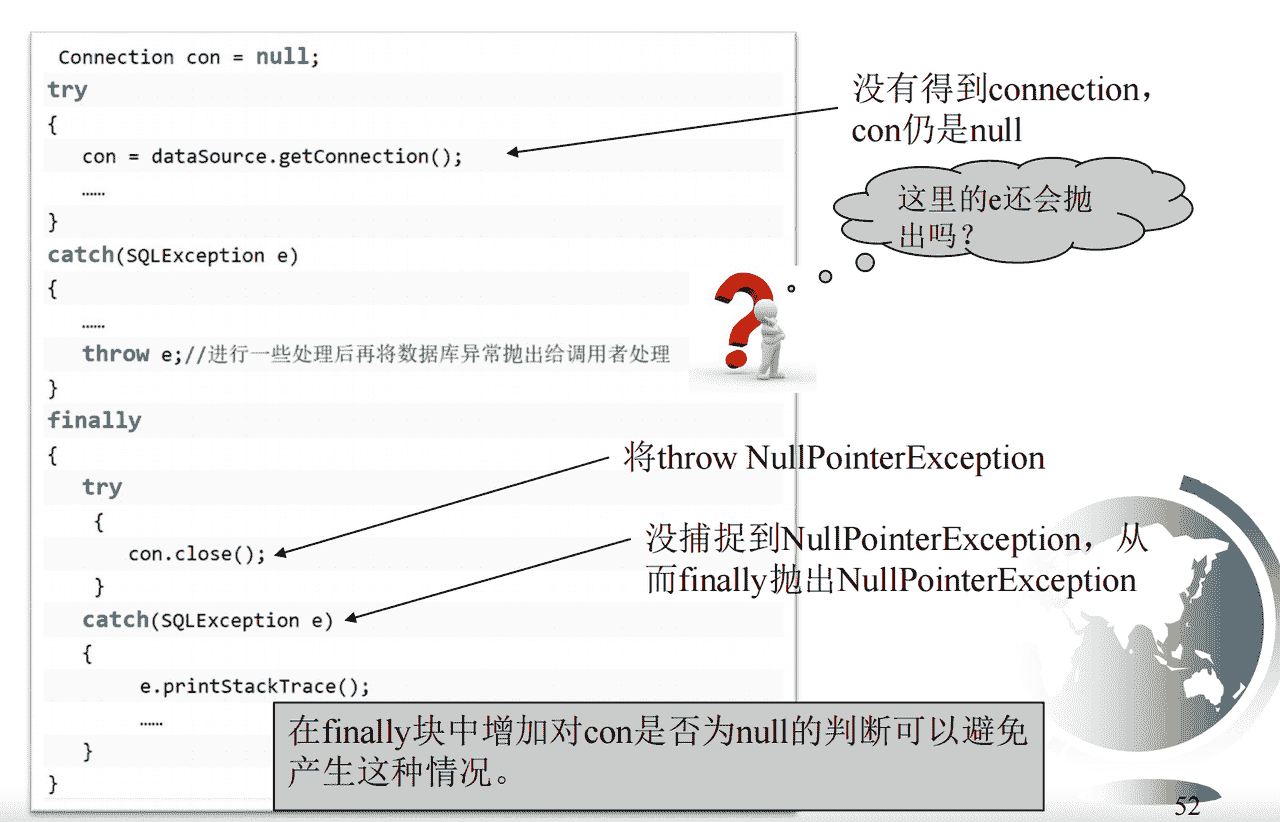 Connection con = null;
try
{
con = dataSource.getConnection();
……
}
catch(SQLException e)
{
……
throw e;//进行一些处理后再将数据库异常抛出给调用者处理
}
finally
{
try
{
con.close();
}
catch(SQLException e)
{
e.printStackTrace();
……
}
}
没有得到connection，
con仍是null
这里的e还会抛
出吗？
将throw NullPointerException
没捕捉到NullPointerException，从
而finally抛出NullPointerException
在finally块中增加对con是否为null的判断可以避免
产生这种情况。
52